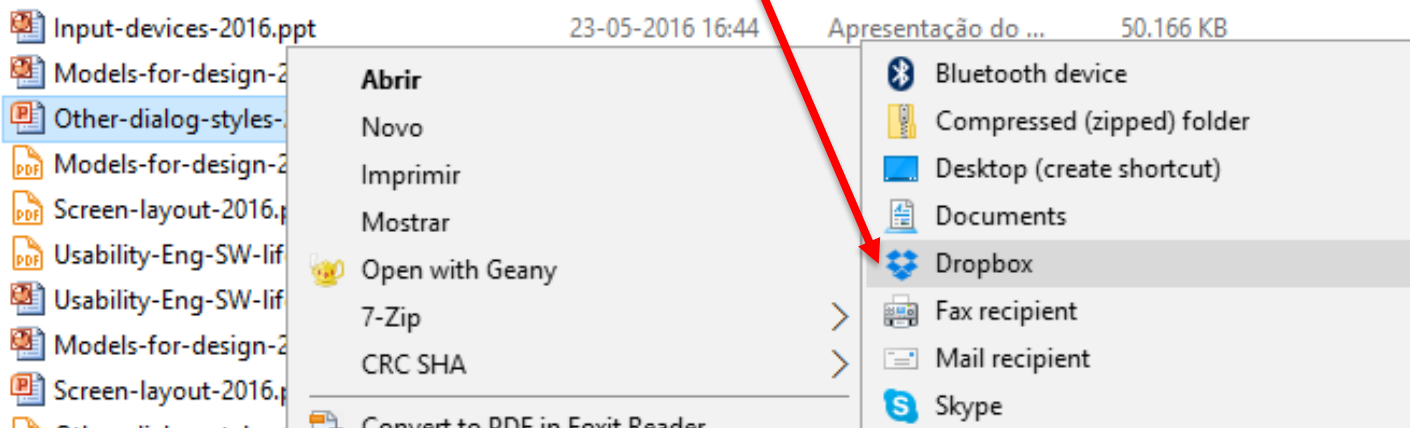 Input-devices-2016.ppt 23-05-2016 16:44 Apresentação do ... 50.166 KB
Models-for-design-2
Other-dialog-styles-
Models-for-design-2
Screen-layout-2016.p
Usability-Eng-SW-lif
Usability-Eng-SW-lif
Models-for-design-2
Screen-layout-2016.p
Abrir
Novo
Imprimir
Mostrar
Open with Geany
7-Zip
CRC SHA
Convert to PDF in Foxit Reader
Bluetooth device
Compressed (zipped) folder
Desktop (create shortcut)
Documents
Dropbox
Fax recipient
Mail recipient
Skype